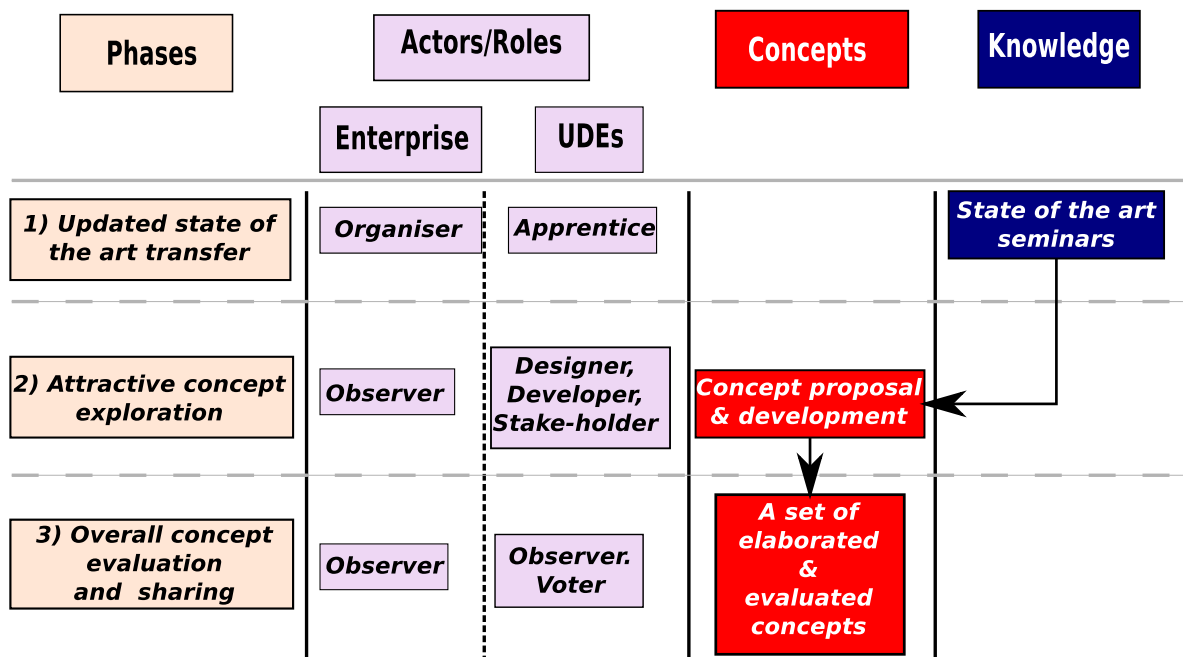 Phases
Actors/Roles
Concepts
Knowledge
Enterprise
UDEs
1) Updated state of
the art transfer
Organiser
Apprentice
State of the art
seminars
2) Attractive concept
exploration
Observer
Designer,
Developer,
Stake-holder
Concept proposal
& development
3) Overall concept
evaluation
and sharing
Observer
Observer.
Voter
A set of
elaborated
&
evaluated
concepts